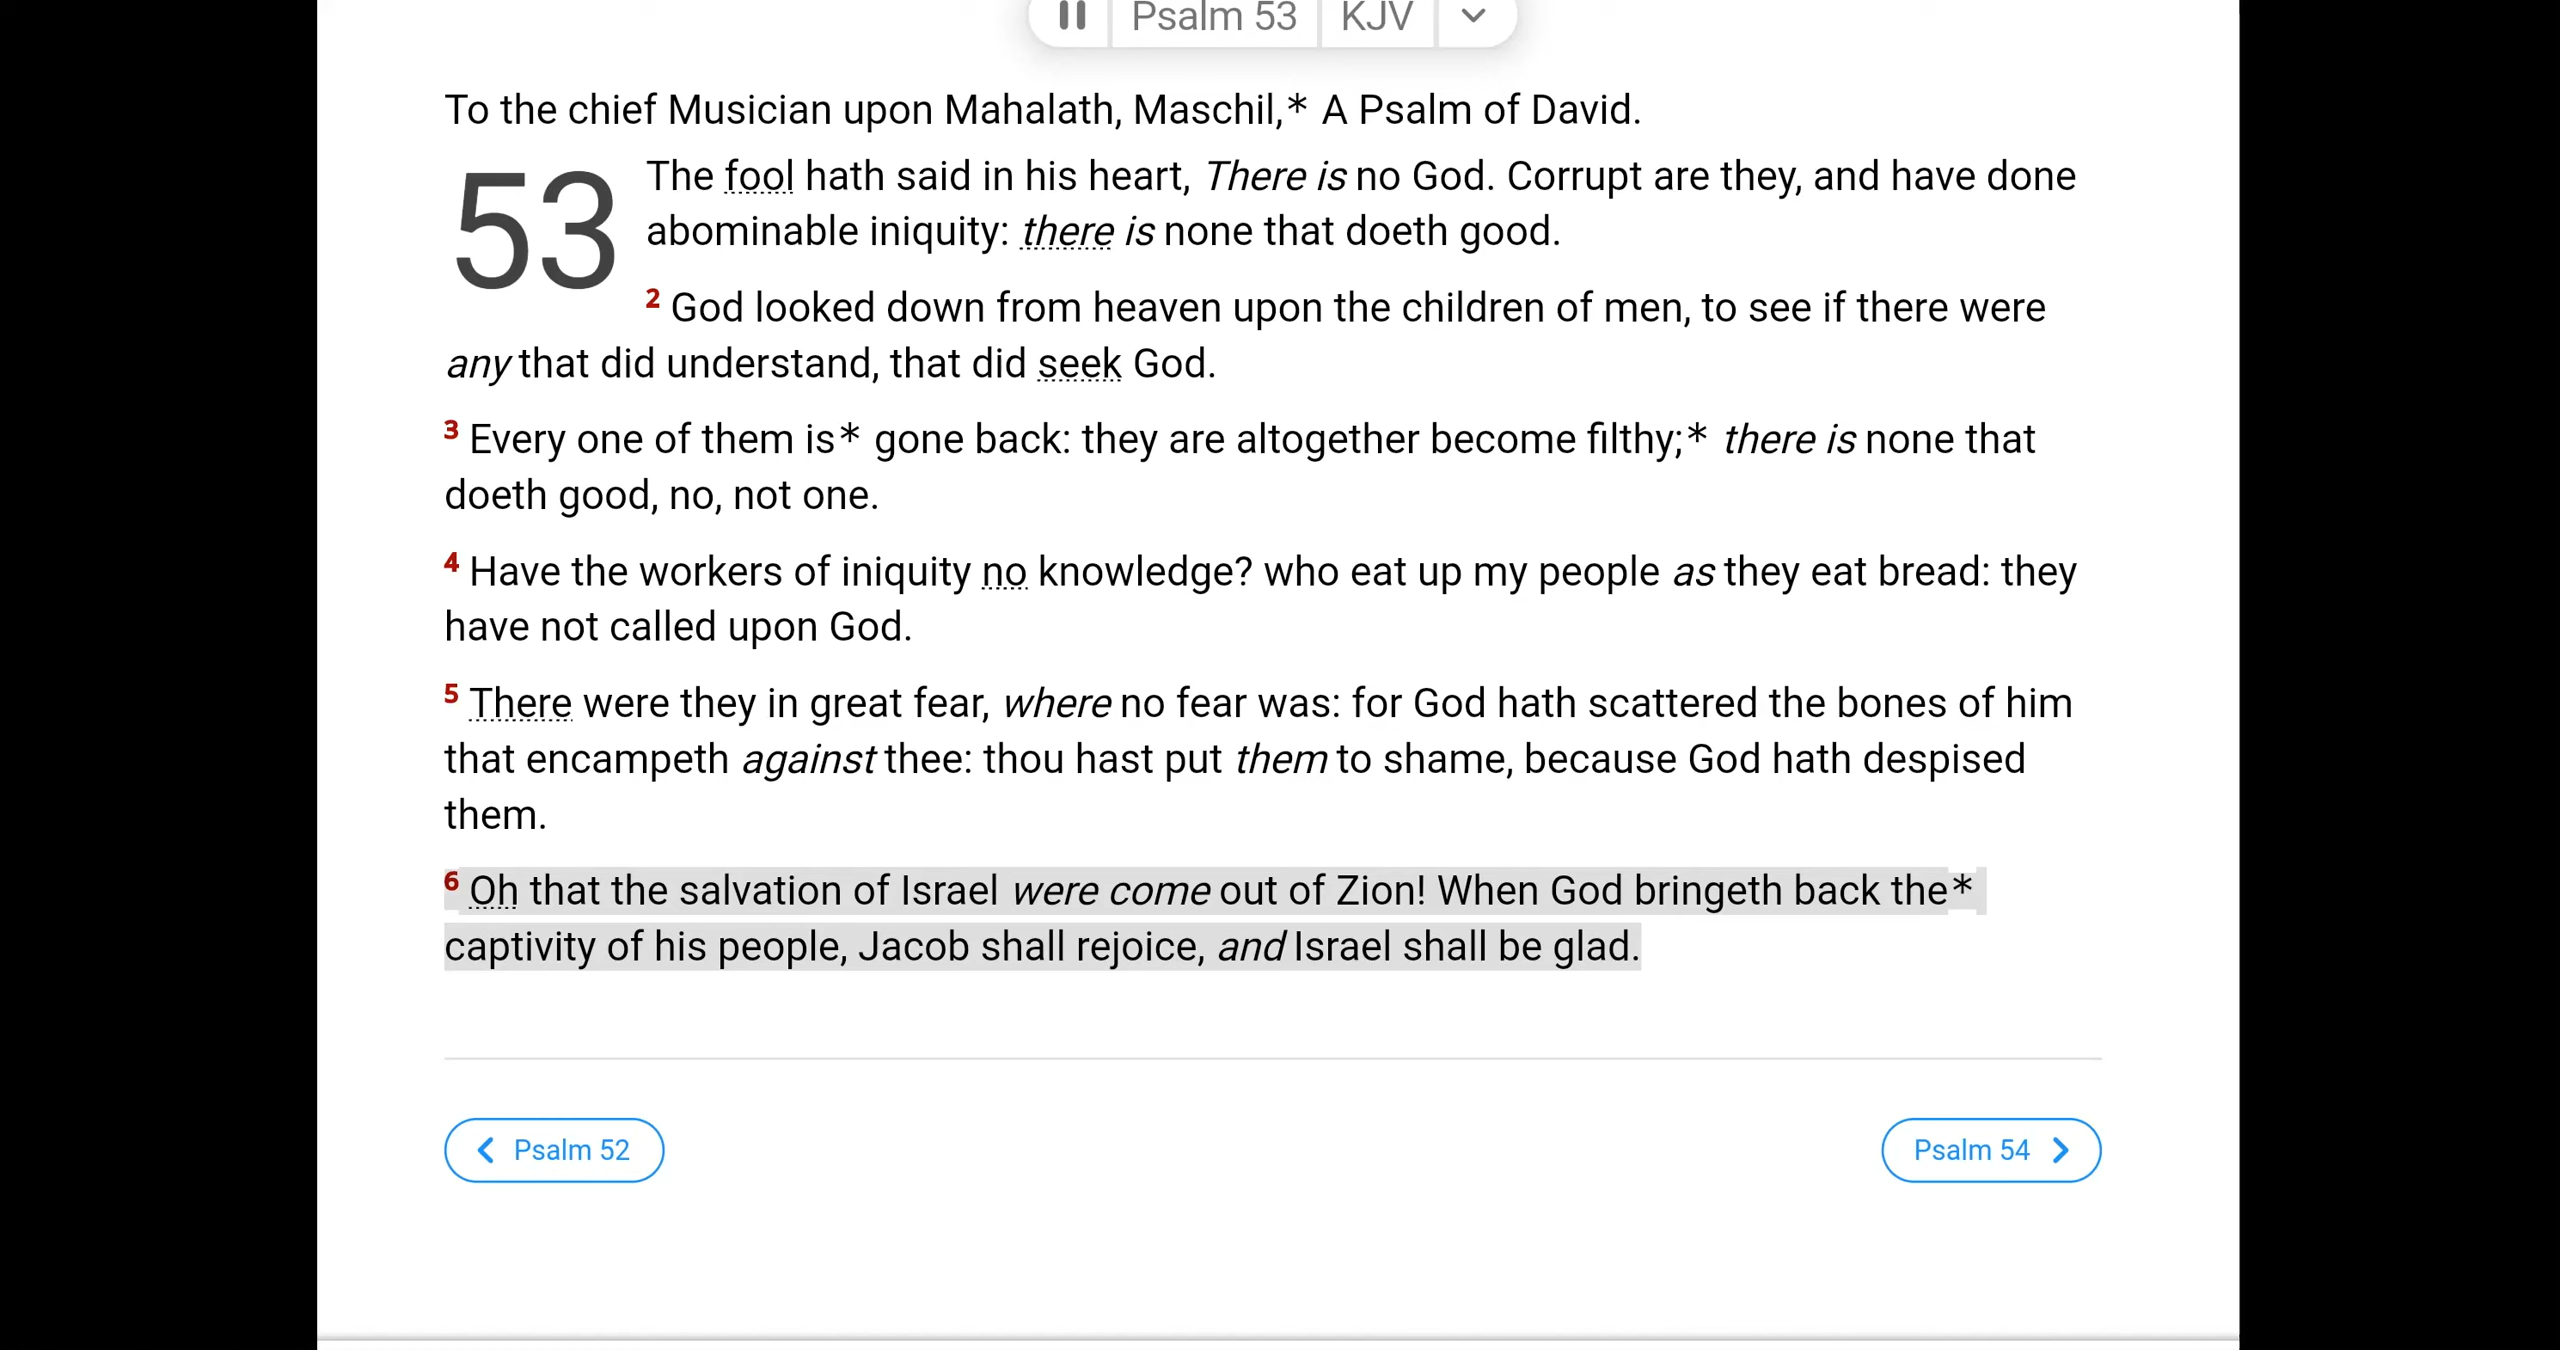 Psalm 53 KJV
To the chief Musician upon Mahalath, Maschil,* A Psalm of David.
53 The fool hath said in his heart, There is no God. Corrupt are they, and have done
abominable iniquity: there is none that doeth good.
2 God looked down from heaven upon the children of men, to see if there were
any that did understand, that did seek God.
3 Every one of them is* gone back: they are altogether become filthy;* there is none that
doeth good, no, not one.
4 Have the workers of iniquity no knowledge? who eat up my people as they eat bread: they
have not called upon God.
5 There were they in great fear, where no fear was: for God hath scattered the bones of him
that encampeth against thee: thou hast put them to shame, because God hath despised
them.
6 Oh that the salvation of Israel were come out of Zion! When God bringeth back the*
captivity of his people, Jacob shall rejoice, and Israel shall be glad.
Psalm 52
Psalm 54